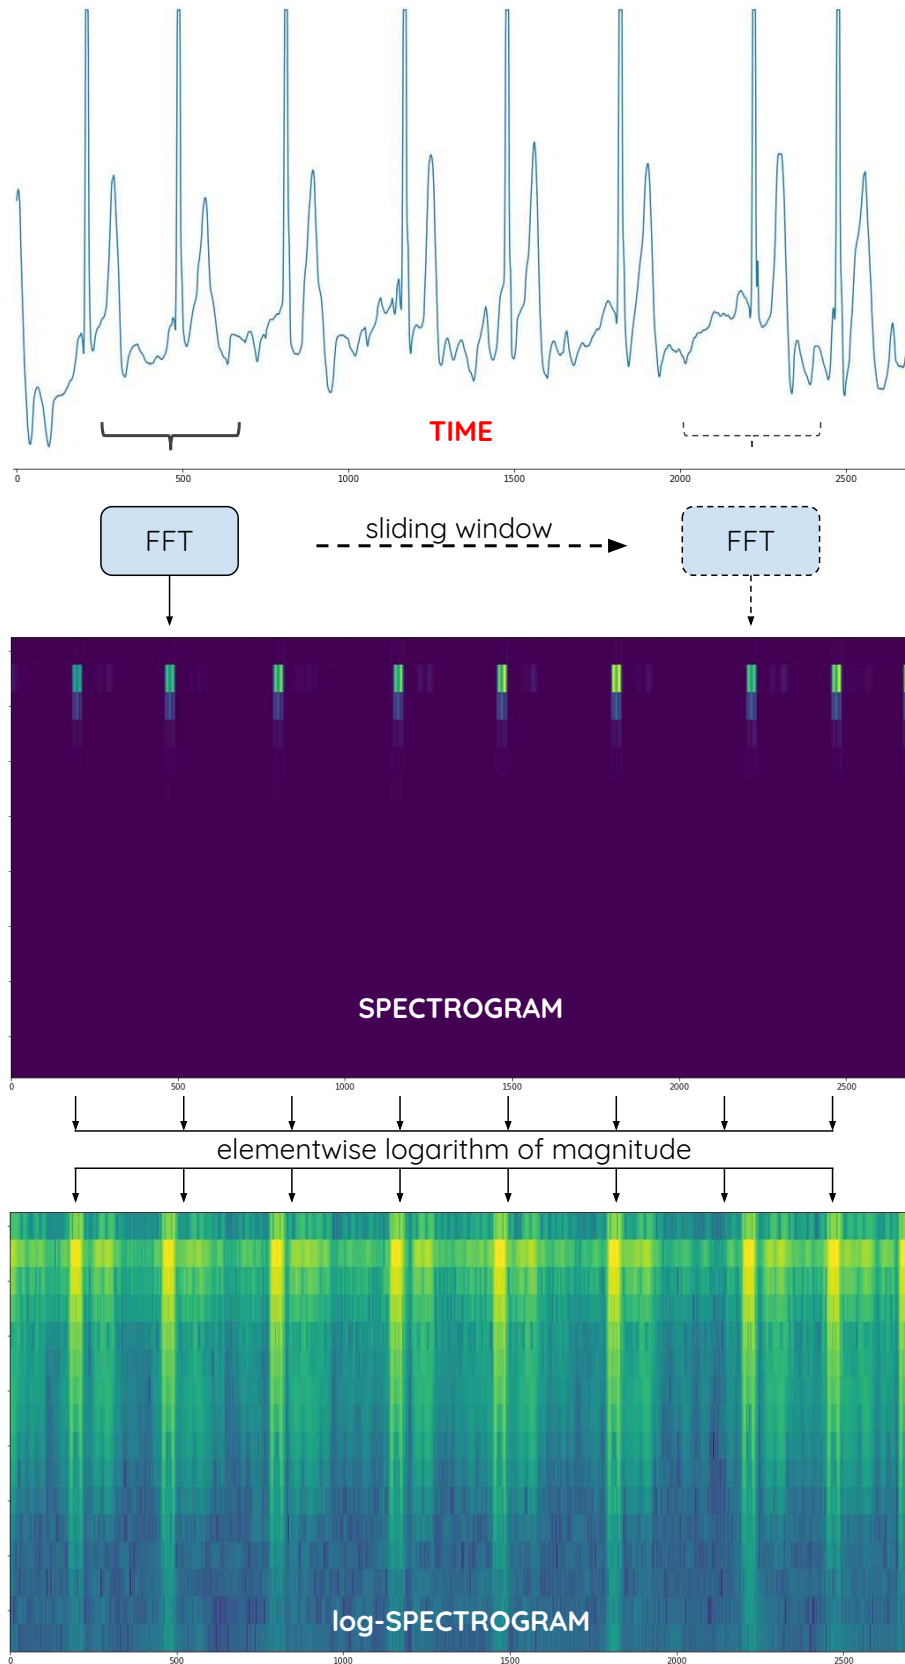 TIME
0 500 1000 1500 2000 2500
sliding window
FFT FFT
SPECTROGRAM
0 500 1000 1500 2000 2500
elementwise logarithm of magnitude
log-SPECTROGRAM
0 500 1000 1500 2000 2500